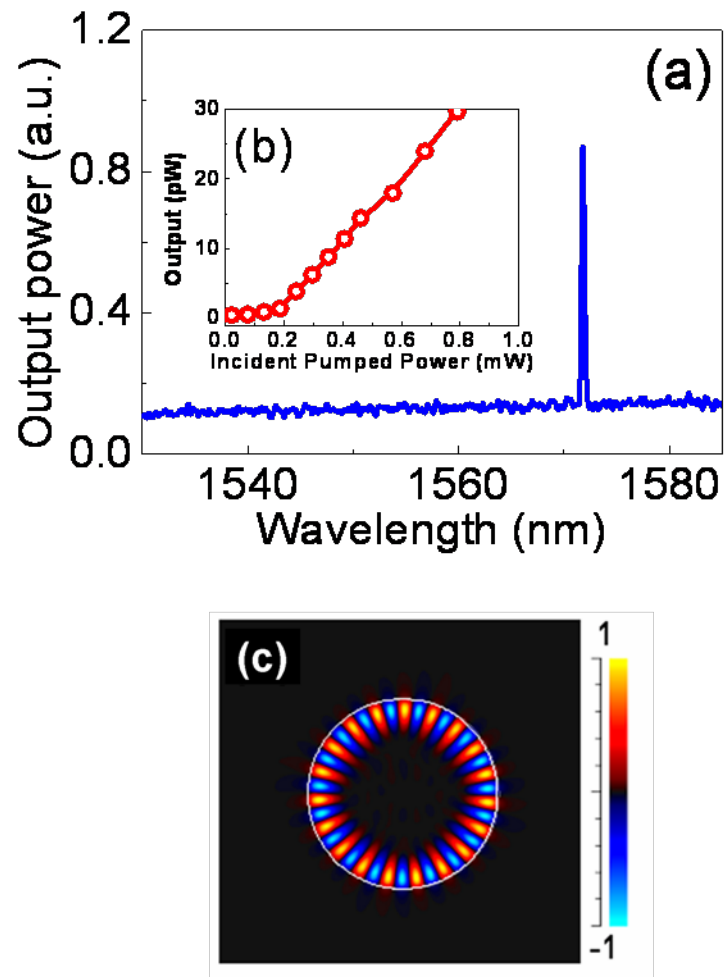 (a)
Output power (a.u.)
1.2
0.8
0.4
0.0
1540 1560 1580
Wavelength (nm)
(b)
Output (pW)
30
20
10
0
0.0 0.2 0.4 0.6 0.8 1.0
Incident Pumped Power (mW)
(c)
1
-1